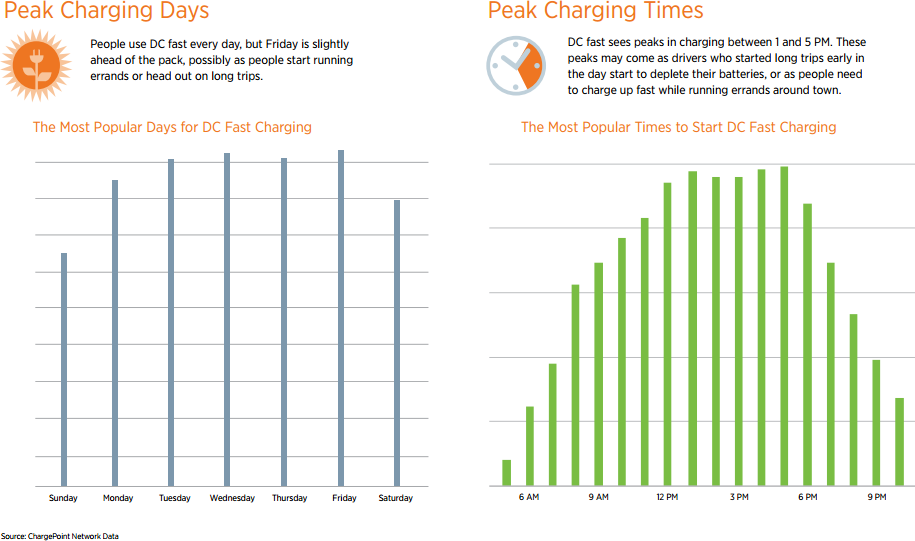 Peak Charging Days
People use DC fast every day, but Friday is slightly
ahead of the pack, possibly as people start running
errands or head out on long trips.
The Most Popular Days for DC Fast Charging
Sunday Monday Tuesday Wednesday Thursday Friday Saturday
Peak Charging Times
DC fast sees peaks in charging between 1 and 5 PM. These
peaks may come as drivers who started long trips early in
the day start to deplete their batteries, or as people need
to charge up fast while running errands around town.
The Most Popular Times to Start DC Fast Charging
6 AM 9 AM 12 PM 3 PM 6 PM 9 PM
Source: ChargePoint Network Data